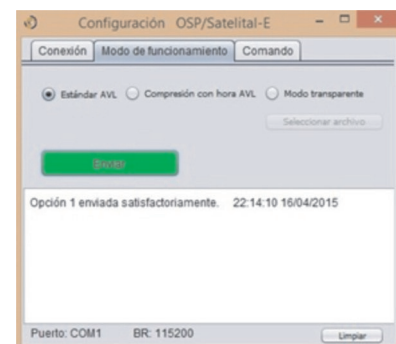 Configuración OSP/Satelital-E
Conexión Modo de funcionamiento Comando
Estándar AVL Compresión con hora AVL Modo transparente
Seleccionar archivo
Enviar
Opción 1 enviada satisfactoriamente. 22:14:10 16/04/2015
Puerto: COM1 BR: 115200 Limpiar